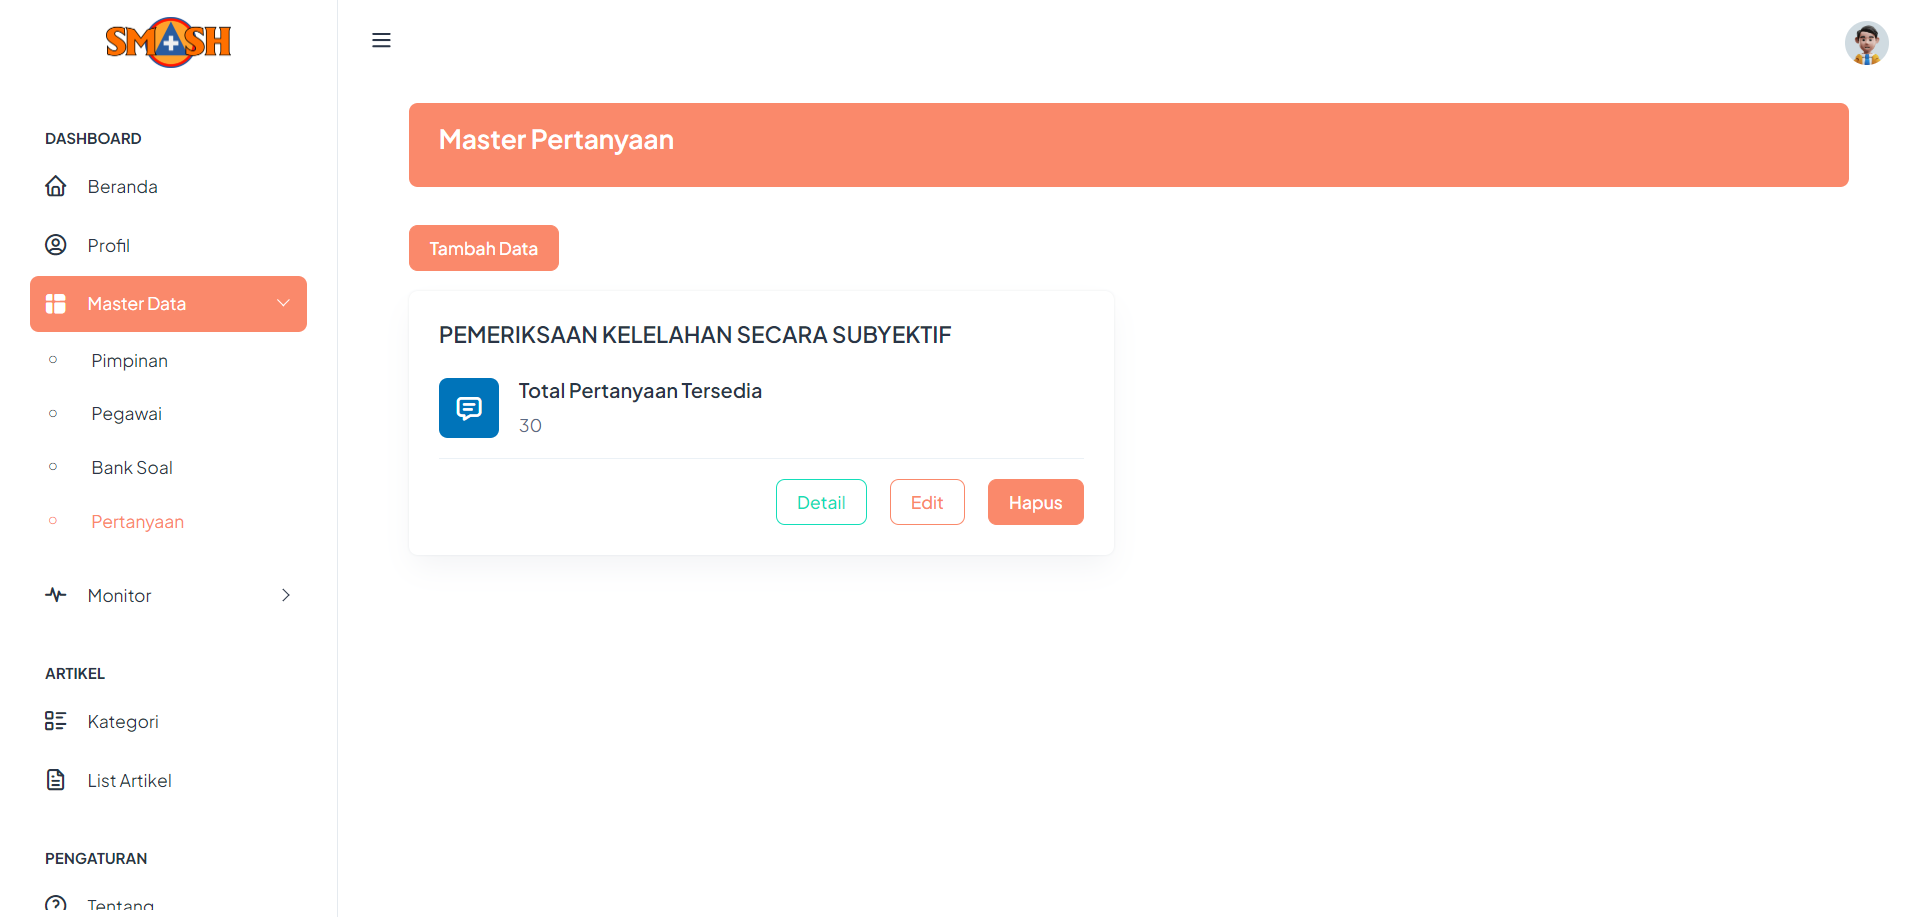 SMASH
DASHBOARD
Beranda
Profil
Master Data
Pimpinan
Pegawai
Bank Soal
Pertanyaan
Monitor
ARTIKEL
Kategori
List Artikel
PENGATURAN
Tentang
Master Pertanyaan
Tambah Data
PEMERIKSAAN KELELAHAN SECARA SUBYEKTIF
Total Pertanyaan Tersedia
30
Detail Edit Hapus